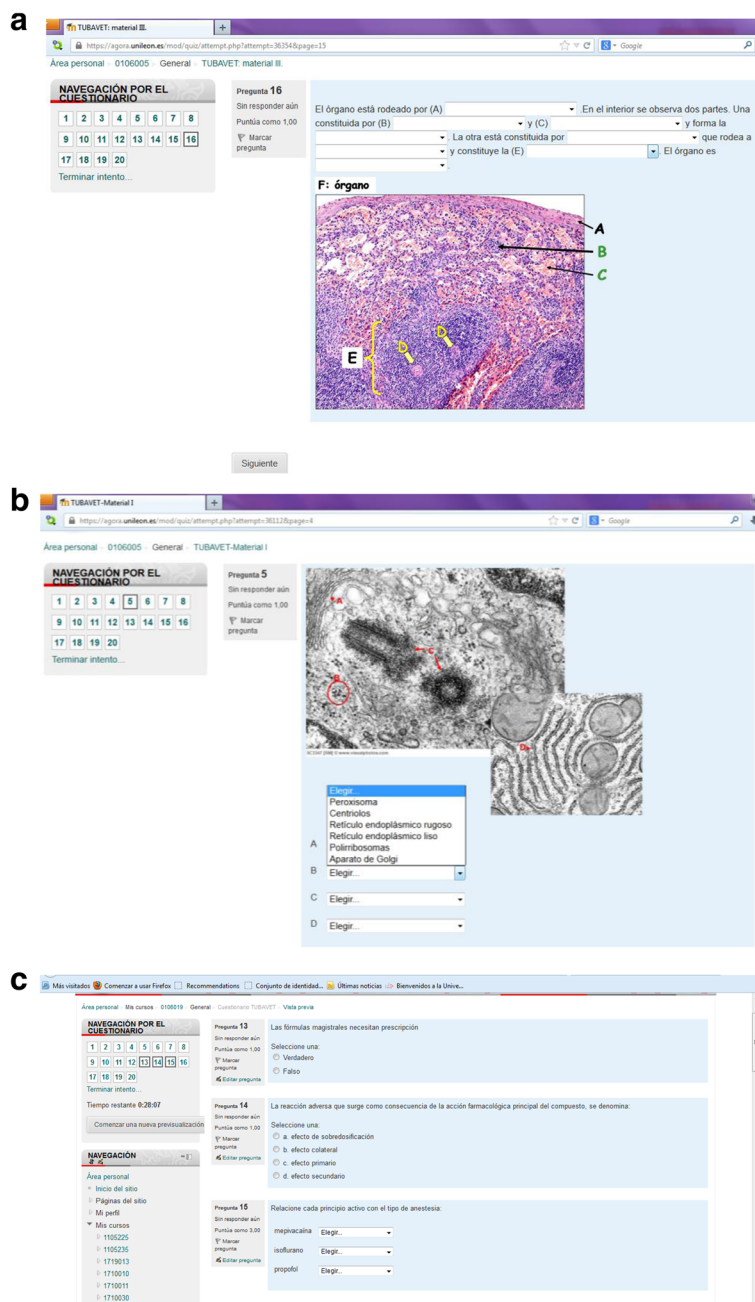 a
TUBAVET: material III.
https://agora.unileon.es/mod/quiz/attempt.php?attempt=36354&page=15
Google
Área personal 0106005 General TUBAVET: material III.
NAVEGACIÓN POR EL
CUESTIONARIO
1 2 3 4 5 6 7 8
9 10 11 12 13 14 15 16
17 18 19 20
Terminar intento...
Pregunta 16
Sin responder aún
Puntúa como 1,00
Marcar
pregunta
El órgano está rodeado por (A) .En el interior se observa dos partes. Una
constituida por (B) y (C) y forma la
. La otra está constituida por que rodea a
y constituye la (E) . El órgano es
.
F: órgano
A
B
C
D
D
E
Siguiente
b
TUBAVET-Material I
https://agora.unileon.es/mod/quiz/attempt.php?attempt=36112&page=4
Google
Área personal 0106005 General TUBAVET-Material I
NAVEGACIÓN POR EL
CUESTIONARIO
1 2 3 4 5 6 7 8
9 10 11 12 13 14 15 16
17 18 19 20
Terminar intento...
Pregunta 5
Sin responder aún
Puntúa como 1,00
Marcar
pregunta
A
C
B
D
Elegir...
Peroxisoma
Centriolos
Retículo endoplásmico rugoso
Retículo endoplásmico liso
Polirribosomas
Aparato de Golgi
A
B Elegir...
C Elegir...
D Elegir...
c
Más visitados Comenzar a usar Firefox Recommendations Conjunto de identidad... Últimas noticias Bienvenidos a la Unive...
Área personal Mis cursos 0106019 General Cuestionario TUBAVET Vista previa
NAVEGACIÓN POR EL
CUESTIONARIO
1 2 3 4 5 6 7 8
9 10 11 12 13 14 15 16
17 18 19 20
Terminar intento...
Tiempo restante 0:28:07
Comenzar una nueva previsualización
NAVEGACIÓN
Área personal
Inicio del sitio
Páginas del sitio
Mi perfil
Mis cursos
1105225
1105235
1719013
1710010
1710011
1710030
Pregunta 13
Sin responder aún
Puntúa como 1,00
Marcar
pregunta
Editar pregunta
Las fórmulas magistrales necesitan prescripción
Seleccione una:
Verdadero
Falso
Pregunta 14
Sin responder aún
Puntúa como 1,00
Marcar
pregunta
Editar pregunta
La reacción adversa que surge como consecuencia de la acción farmacológica principal del compuesto, se denomina:
Seleccione una:
a. efecto de sobredosificación
b. efecto colateral
c. efecto primario
d. efecto secundario
Pregunta 15
Sin responder aún
Puntúa como 3,00
Marcar
pregunta
Editar pregunta
Relacione cada principio activo con el tipo de anestesia:
mepivacaína Elegir...
isoflurano Elegir...
propofol Elegir...